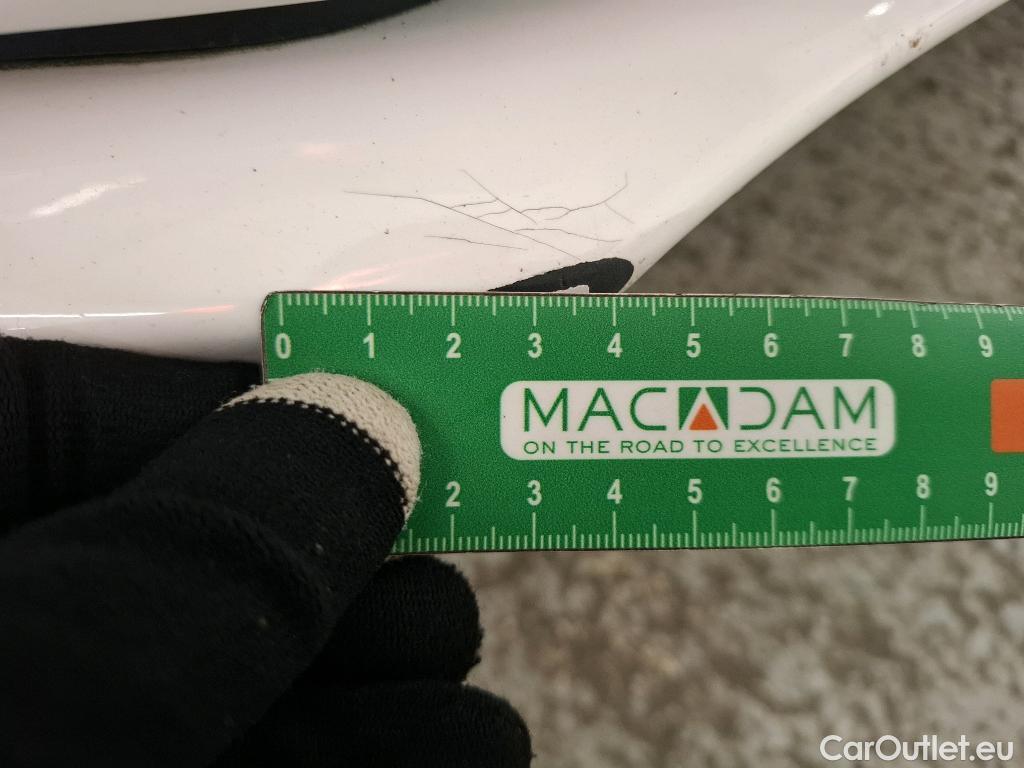 0 1 2 3 4 5 6 7 8 9
MACADAM
ON THE ROAD TO EXCELLENCE
2 3 4 5 6 7 8 9
CarOutlet.eu